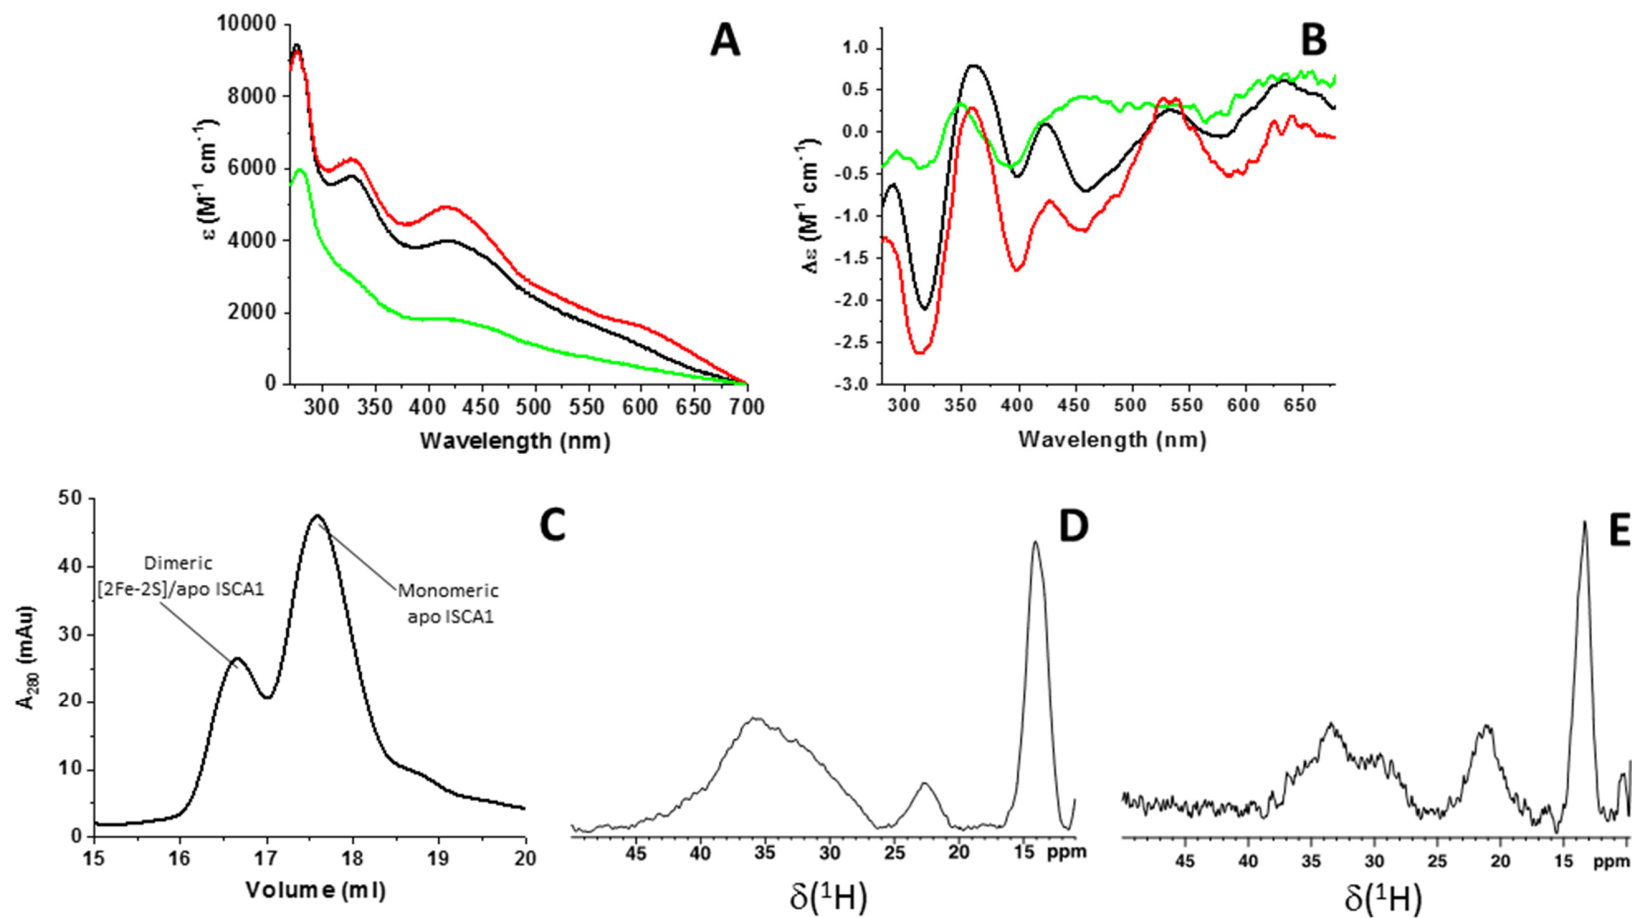 A
10000
8000
6000
4000
2000
0
ε (M⁻¹ cm⁻¹)
300 350 400 450 500 550 600 650 700
Wavelength (nm)
B
1.0
0.5
0.0
-0.5
-1.0
-1.5
-2.0
-2.5
-3.0
Δε (M⁻¹ cm⁻¹)
300 350 400 450 500 550 600 650
Wavelength (nm)
C
50
40
30
20
10
0
A₂₈₀ (mAu)
Dimeric
[2Fe-2S]/apo ISCA1
Monomeric
apo ISCA1
15 16 17 18 19 20
Volume (ml)
D
45 40 35 30 25 20 15 ppm
δ(¹H)
E
45 40 35 30 25 20 15 ppm
δ(¹H)